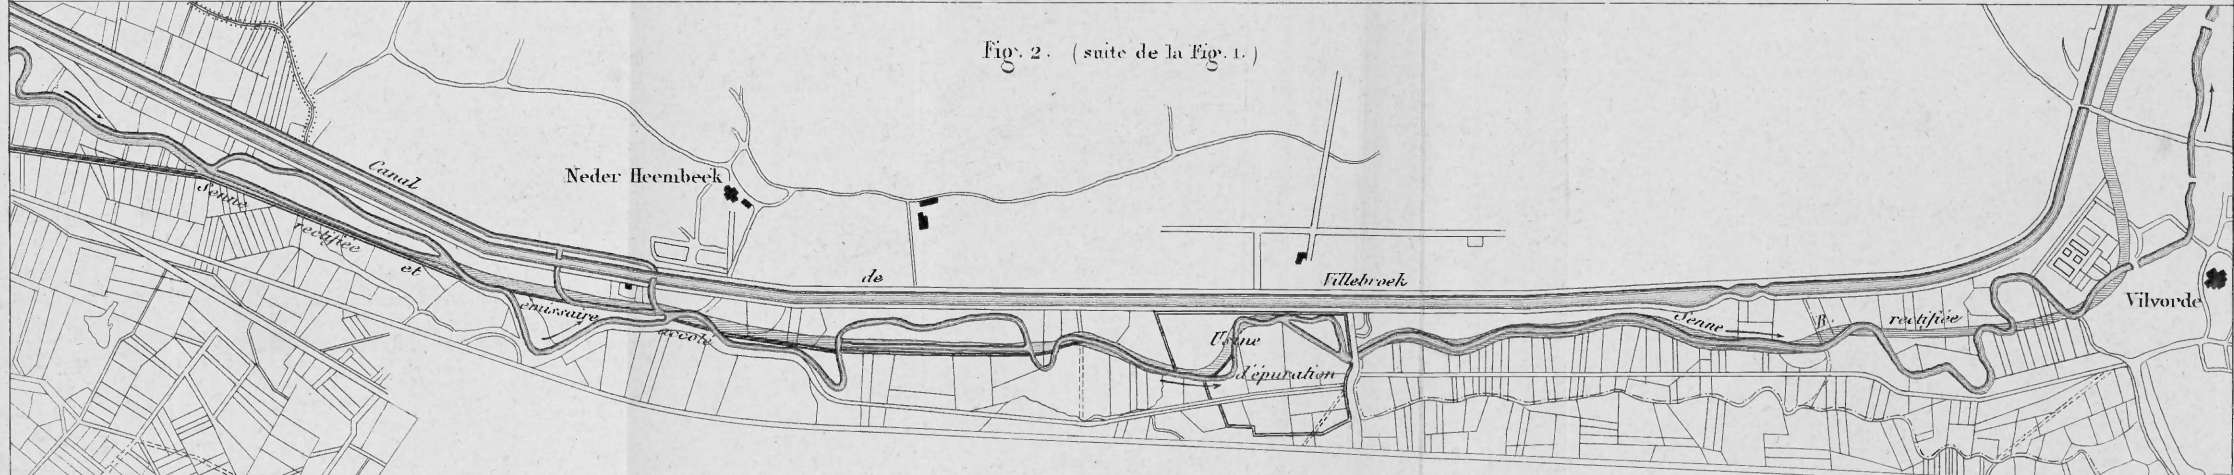 Fig. 2. (suite de la Fig. 1.)
Canal
Neder Heembeek
Senne
rectifiée
et
émissaire
accolé
de
Villebroek
Usine
d'épuration
Senne
R.
rectifiée
Vilvorde